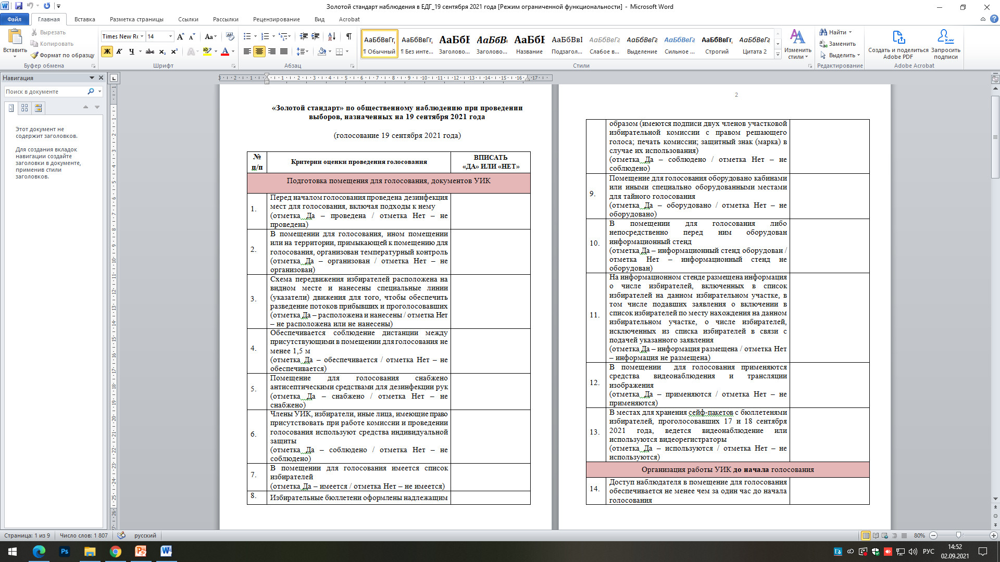 Золотой стандарт наблюдения в ЕДГ_19 сентября 2021 года [Режим ограниченной функциональности] - Microsoft Word
Файл Главная Вставка Разметка страницы Ссылки Рассылки Рецензирование Вид Acrobat
Вставить
Вырезать
Копировать
Формат по образцу
Буфер обмена
Times New Rc 14
Шрифт
Абзац
АаБбВвГг, АаБбВвГг, АаБбЕ АаБбВ АаБбЕ АаБбВвІ АаБбВвГг АаБбВвГг АаБбВвГг АаБбВвГг, АаБбВвГг
¶ Обычный ¶ Без инте... Заголово... Заголово... Название Подзагол... Слабое в... Выделение Сильное ... Строгий Цитата 2
Стили
Изменить стили
Найти
Заменить
Выделить
Редактирование
Создать и поделиться Adobe PDF
Запросить подписи
Adobe Acrobat
Навигация
Поиск в документе
Этот документ не
содержит заголовков.
Для создания вкладок
навигации создайте
заголовки в документе,
применив стили
заголовков.
«Золотой стандарт» по общественному наблюдению при проведении
выборов, назначенных на 19 сентября 2021 года
(голосование 19 сентября 2021 года)
№ п/п
Критерии оценки проведения голосования
ВПИСАТЬ
«ДА» ИЛИ «НЕТ»
Подготовка помещения для голосования, документов УИК
1.
Перед началом голосования проведена дезинфекция
мест для голосования, включая подходы к нему
(отметка Да – проведена / отметка Нет – не
проведена)
2.
В помещении для голосования, ином помещении
или на территории, примыкающей к помещению для
голосования, организован температурный контроль
(отметка Да – организован / отметка Нет – не
организован)
3.
Схема передвижения избирателей расположена на
видном месте и нанесены специальные линии
(указатели) движения для того, чтобы обеспечить
разведение потоков прибывших и проголосовавших
(отметка Да – расположена и нанесены / отметка Нет
– не расположена или не нанесены)
4.
Обеспечивается соблюдение дистанции между
присутствующими в помещении для голосования не
менее 1,5 м
(отметка Да – обеспечивается / отметка Нет – не
обеспечивается)
5.
Помещение для голосования снабжено
антисептическими средствами для дезинфекции рук
(отметка Да – снабжено / отметка Нет – не
снабжено)
6.
Члены УИК, избиратели, иные лица, имеющие право
присутствовать при работе комиссии и проведении
голосования используют средства индивидуальной
защиты
(отметка Да – соблюдено / отметка Нет – не
соблюдено)
7.
В помещении для голосования имеется список
избирателей
(отметка Да – имеется / отметка Нет – не имеется)
8.
Избирательные бюллетени оформлены надлежащим
2
образом (имеются подписи двух членов участковой
избирательной комиссии с правом решающего
голоса; печать комиссии; защитный знак (марка) в
случае их использования)
(отметка Да – соблюдено / отметка Нет – не
соблюдено)
9.
Помещение для голосования оборудовано кабинами
или иными специально оборудованными местами
для тайного голосования
(отметка Да – оборудовано / отметка Нет – не
оборудовано)
10.
В помещении для голосования либо
непосредственно перед ним оборудован
информационный стенд
(отметка Да – информационный стенд оборудован /
отметка Нет – информационный стенд не
оборудован)
11.
На информационном стенде размещена информация
о числе избирателей, включенных в список
избирателей на данном избирательном участке, в
том числе подавших заявления о включении в
список избирателей по месту нахождения на данном
избирательном участке, о числе избирателей,
исключенных из списка избирателей в связи с
подачей указанного заявления
(отметка Да – информация размещена / отметка Нет
– информация не размещена)
12.
В помещении для голосования применяются
средства видеонаблюдения и трансляции
изображения
(отметка Да – применяются / отметка Нет – не
применяются)
13.
В местах для хранения сейф-пакетов с бюллетенями
избирателей, проголосовавших 17 и 18 сентября
2021 года, ведется видеонаблюдение или
используются видеорегистраторы
(отметка Да – используются / отметка Нет – не
используются)
Организация работы УИК до начала голосования
14.
Доступ наблюдателя в помещение для голосования
обеспечивается не менее чем за один час до начала
голосования
Страница: 1 из 9 Число слов: 1 807 русский 80%
РУС
14:52
02.09.2021